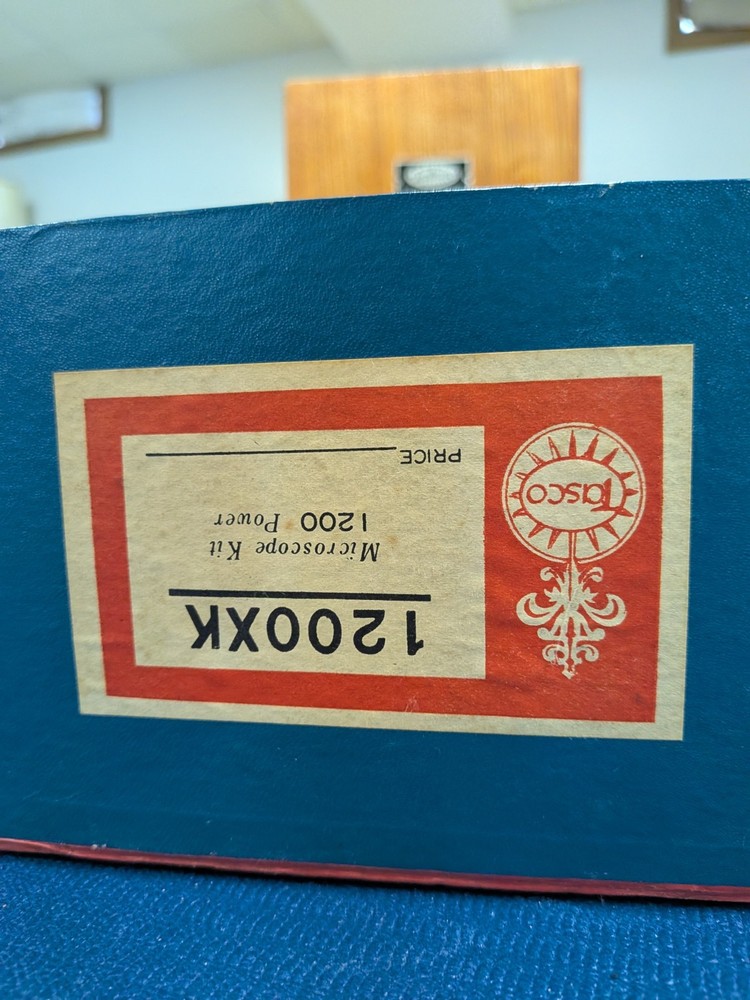 1200XK
Microscope Kit
1200 Power
PRICE
Tasco